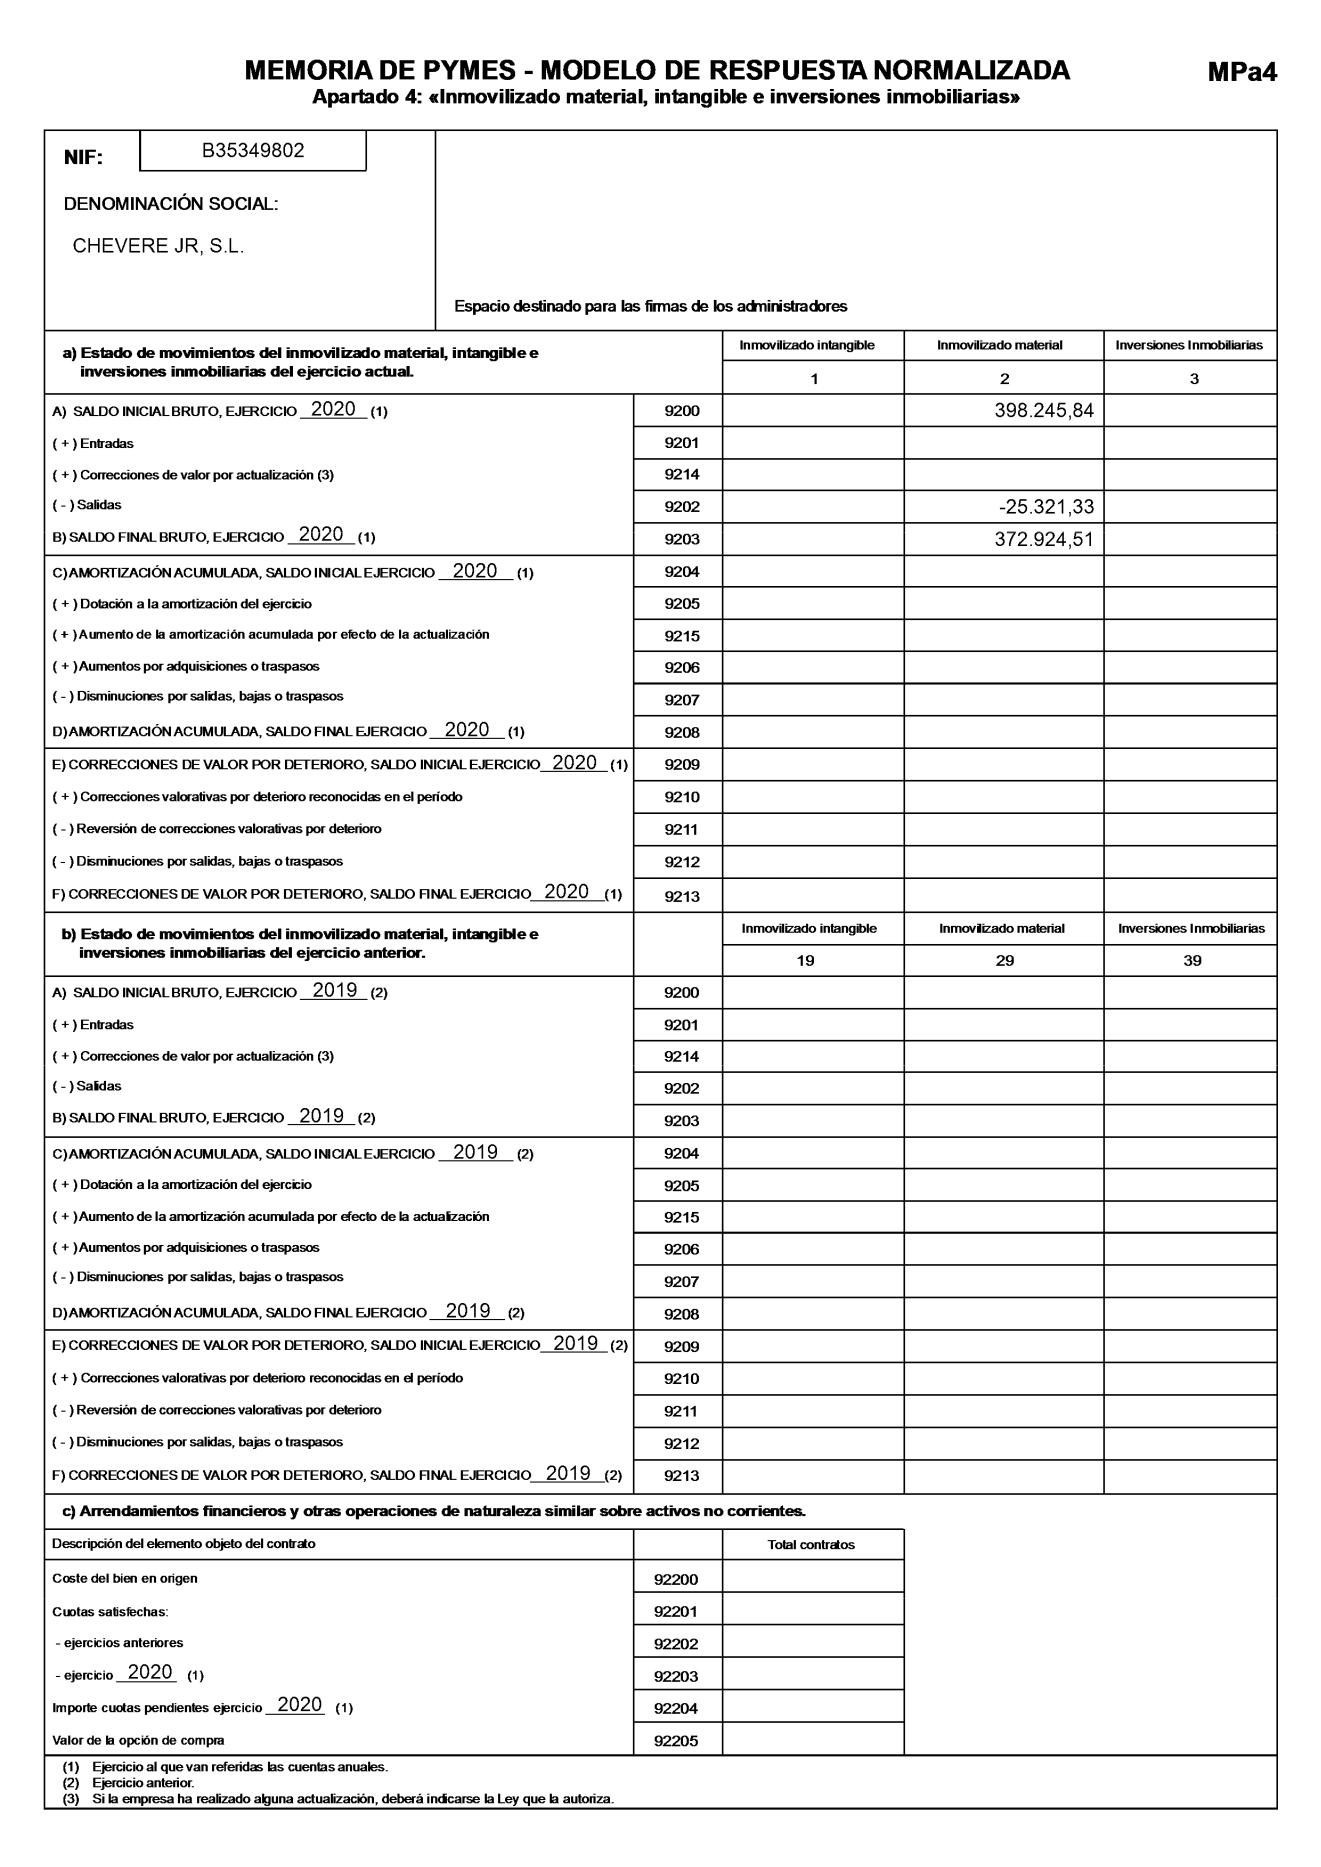 MEMORIA DE PYMES - MODELO DE RESPUESTA NORMALIZADA
MPa4
Apartado 4: «Inmovilizado material, intangible e inversiones inmobiliarias»
NIF: B35349802
DENOMINACIÓN SOCIAL:
CHEVERE JR, S.L.
Espacio destinado para las firmas de los administradores
a) Estado de movimientos del inmovilizado material, intangible e
inversiones inmobiliarias del ejercicio actual.
Inmovilizado intangible Inmovilizado material Inversiones Inmobiliarias
1 2 3
A) SALDO INICIAL BRUTO, EJERCICIO 2020 (1) 9200 398.245,84
( + ) Entradas 9201
( + ) Correcciones de valor por actualización (3) 9214
( - ) Salidas 9202 -25.321,33
B) SALDO FINAL BRUTO, EJERCICIO 2020 (1) 9203 372.924,51
C) AMORTIZACIÓN ACUMULADA, SALDO INICIAL EJERCICIO 2020 (1) 9204
( + ) Dotación a la amortización del ejercicio 9205
( + ) Aumento de la amortización acumulada por efecto de la actualización 9215
( + ) Aumentos por adquisiciones o traspasos 9206
( - ) Disminuciones por salidas, bajas o traspasos 9207
D) AMORTIZACIÓN ACUMULADA, SALDO FINAL EJERCICIO 2020 (1) 9208
E) CORRECCIONES DE VALOR POR DETERIORO, SALDO INICIAL EJERCICIO 2020 (1) 9209
( + ) Correcciones valorativas por deterioro reconocidas en el período 9210
( - ) Reversión de correcciones valorativas por deterioro 9211
( - ) Disminuciones por salidas, bajas o traspasos 9212
F) CORRECCIONES DE VALOR POR DETERIORO, SALDO FINAL EJERCICIO 2020 (1) 9213
b) Estado de movimientos del inmovilizado material, intangible e
inversiones inmobiliarias del ejercicio anterior.
Inmovilizado intangible Inmovilizado material Inversiones Inmobiliarias
19 29 39
A) SALDO INICIAL BRUTO, EJERCICIO 2019 (2) 9200
( + ) Entradas 9201
( + ) Correcciones de valor por actualización (3) 9214
( - ) Salidas 9202
B) SALDO FINAL BRUTO, EJERCICIO 2019 (2) 9203
C) AMORTIZACIÓN ACUMULADA, SALDO INICIAL EJERCICIO 2019 (2) 9204
( + ) Dotación a la amortización del ejercicio 9205
( + ) Aumento de la amortización acumulada por efecto de la actualización 9215
( + ) Aumentos por adquisiciones o traspasos 9206
( - ) Disminuciones por salidas, bajas o traspasos 9207
D) AMORTIZACIÓN ACUMULADA, SALDO FINAL EJERCICIO 2019 (2) 9208
E) CORRECCIONES DE VALOR POR DETERIORO, SALDO INICIAL EJERCICIO 2019 (2) 9209
( + ) Correcciones valorativas por deterioro reconocidas en el período 9210
( - ) Reversión de correcciones valorativas por deterioro 9211
( - ) Disminuciones por salidas, bajas o traspasos 9212
F) CORRECCIONES DE VALOR POR DETERIORO, SALDO FINAL EJERCICIO 2019 (2) 9213
c) Arrendamientos financieros y otras operaciones de naturaleza similar sobre activos no corrientes.
Descripción del elemento objeto del contrato Total contratos
Coste del bien en origen 92200
Cuotas satisfechas: 92201
- ejercicios anteriores 92202
- ejercicio 2020 (1) 92203
Importe cuotas pendientes ejercicio 2020 (1) 92204
Valor de la opción de compra 92205
(1) Ejercicio al que van referidas las cuentas anuales.
(2) Ejercicio anterior.
(3) Si la empresa ha realizado alguna actualización, deberá indicarse la Ley que la autoriza.